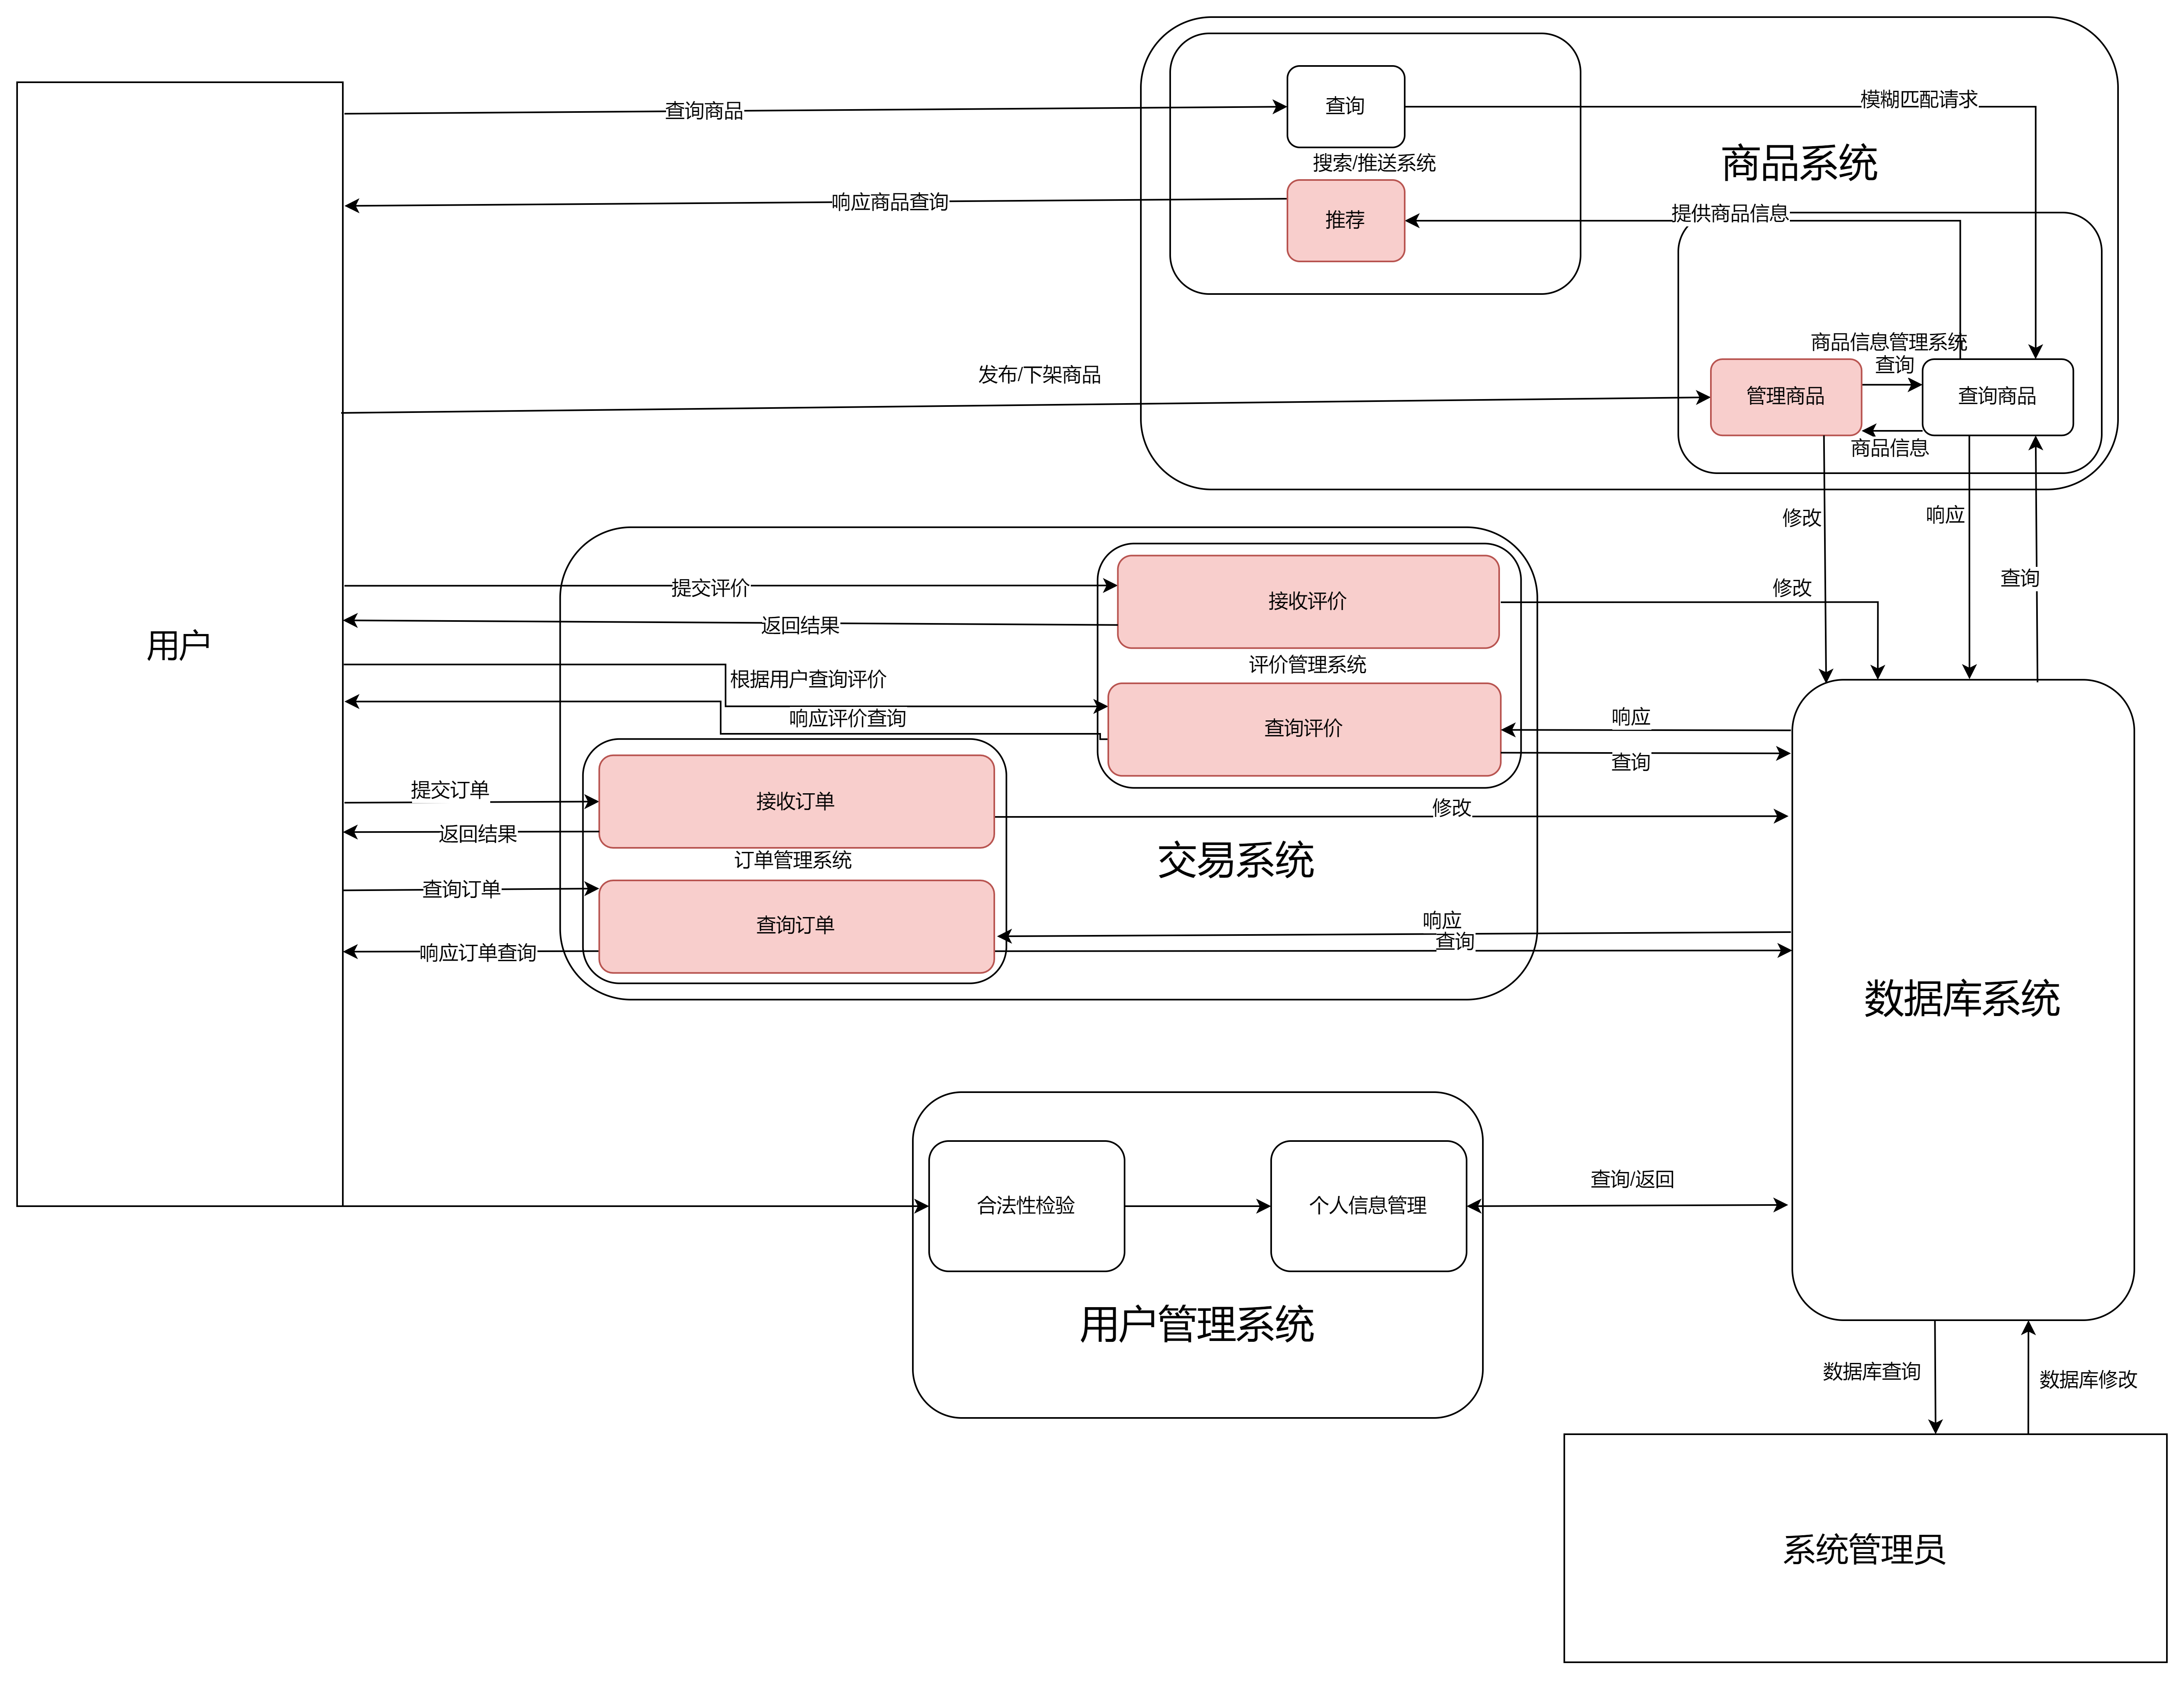 查询商品
查询
模糊匹配请求
搜索/推送系统
商品系统
响应商品查询
推荐
提供商品信息
发布/下架商品
商品信息管理系统
查询
管理商品
查询商品
商品信息
修改
响应
查询
用户
提交评价
接收评价
修改
返回结果
评价管理系统
根据用户查询评价
响应评价查询
查询评价
响应
查询
提交订单
接收订单
修改
返回结果
订单管理系统
交易系统
查询订单
查询订单
响应
查询
响应订单查询
数据库系统
合法性检验
个人信息管理
查询/返回
用户管理系统
数据库查询
数据库修改
系统管理员